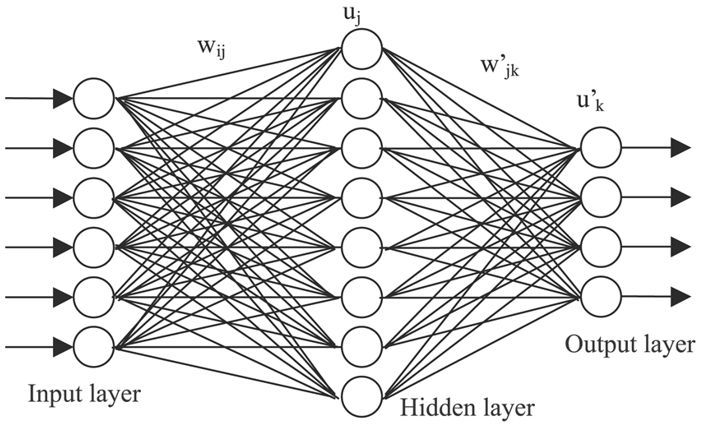 uj
wij
w’jk
u’k
Output layer
Input layer
Hidden layer